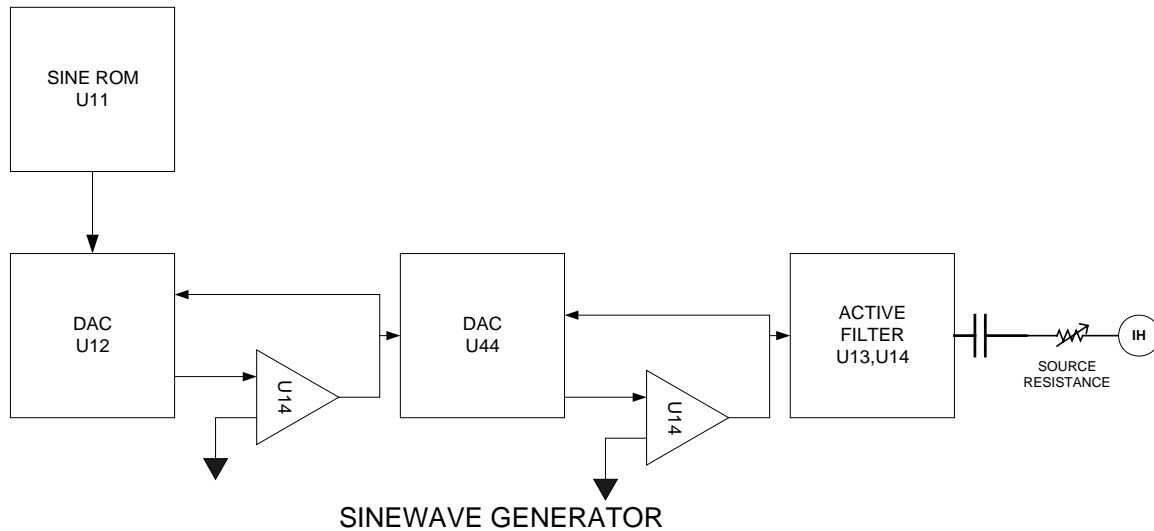 SINE ROM
U11
DAC
U12
U14
DAC
U44
U14
ACTIVE
FILTER
U13,U14
SOURCE
RESISTANCE
IH
SINEWAVE GENERATOR